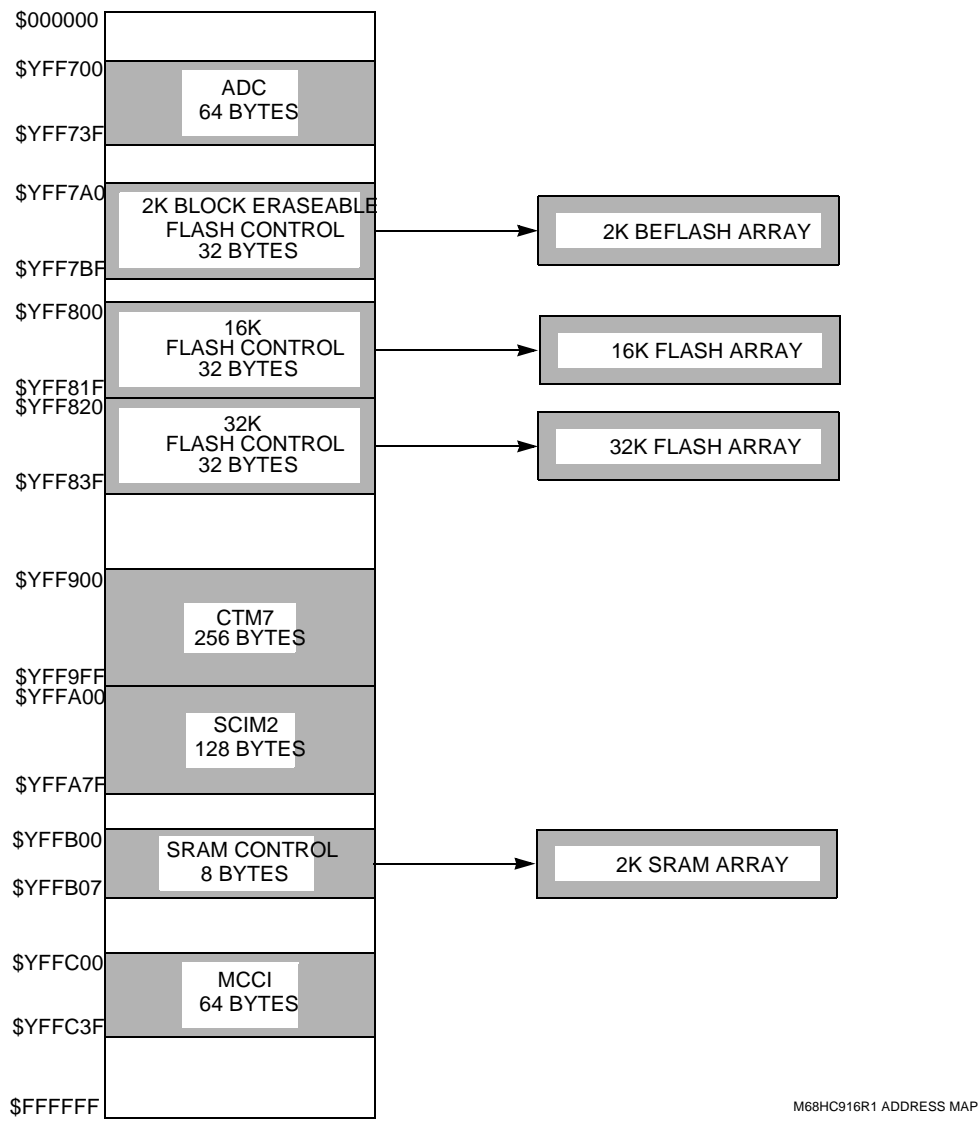 $000000
$YFF700
ADC
64 BYTES
$YFF73F
$YFF7A0
2K BLOCK ERASEABLE
FLASH CONTROL
32 BYTES
2K BEFLASH ARRAY
$YFF7BF
$YFF800
16K
FLASH CONTROL
32 BYTES
16K FLASH ARRAY
$YFF81F
$YFF820
32K
FLASH CONTROL
32 BYTES
32K FLASH ARRAY
$YFF83F
$YFF900
CTM7
256 BYTES
$YFF9FF
$YFFA00
SCIM2
128 BYTES
$YFFA7F
$YFFB00
SRAM CONTROL
8 BYTES
2K SRAM ARRAY
$YFFB07
$YFFC00
MCCI
64 BYTES
$YFFC3F
$FFFFFF
M68HC916R1 ADDRESS MAP